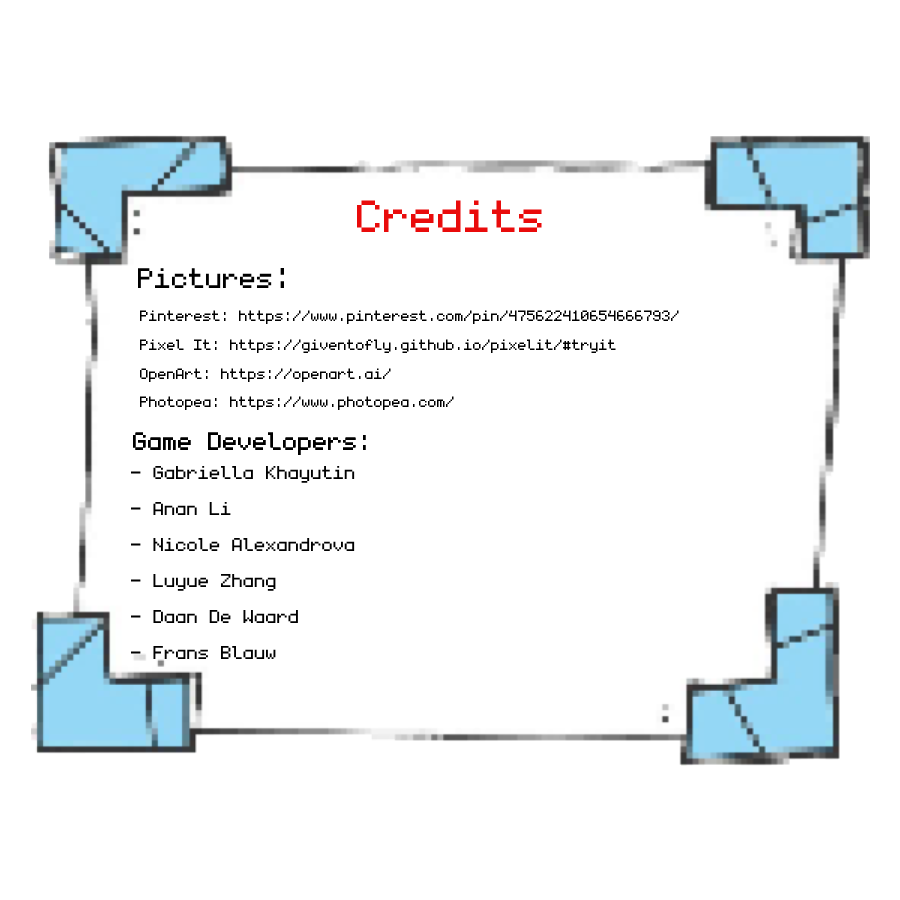 Credits
Pictures:
Pinterest: https://www.pinterest.com/pin/475622410654666793/
Pixel It: https://giventofly.github.io/pixelit/#tryit
OpenArt: https://openart.ai/
Photopea: https://www.photopea.com/
Game Developers:
- Gabriella Khayutin
- Anan Li
- Nicole Alexandrova
- Luyue Zhang
- Daan De Waard
- Frans Blauw